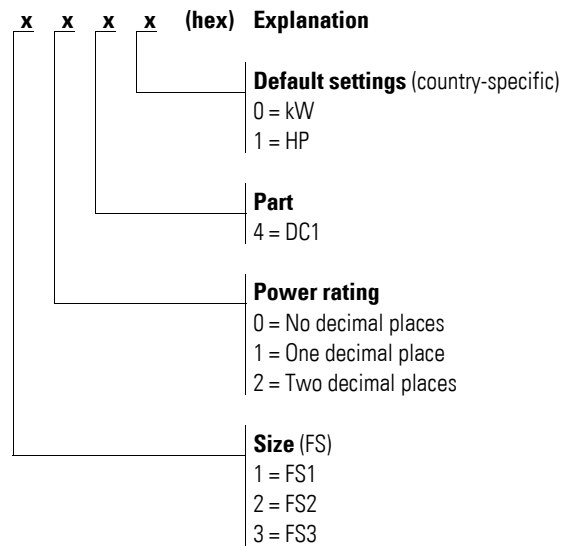 x x x x (hex) Explanation
Default settings (country-specific)
0 = kW
1 = HP
Part
4 = DC1
Power rating
0 = No decimal places
1 = One decimal place
2 = Two decimal places
Size (FS)
1 = FS1
2 = FS2
3 = FS3